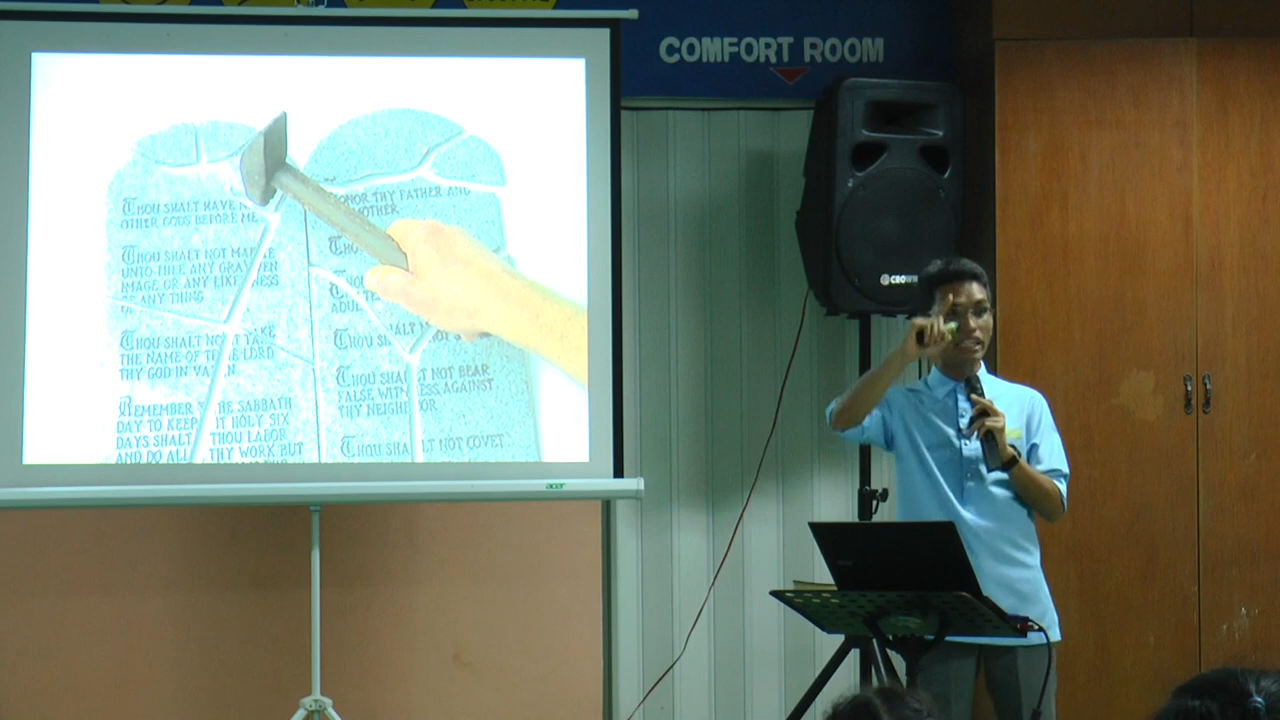 COMFORT ROOM
THOU SHALT HAVE
OTHER GODS BEFORE ME
THOU SHALT NOT MAKE
UNTO THEE ANY GRAVEN
IMAGE OR ANY LIKENESS
OF ANY THING
THOU SHALT NOT TAKE
THE NAME OF THE LORD
THY GOD IN VAIN
REMEMBER THE SABBATH
DAY TO KEEP IT HOLY SIX
DAYS SHALT THOU LABOR
AND DO ALL THY WORK BUT
HONOR THY FATHER AND
MOTHER
THOU SHALT
THOU SHALT NOT BEAR
FALSE WITNESS AGAINST
THY NEIGHBOR
THOU SHALT NOT COVET
acer
CROWN